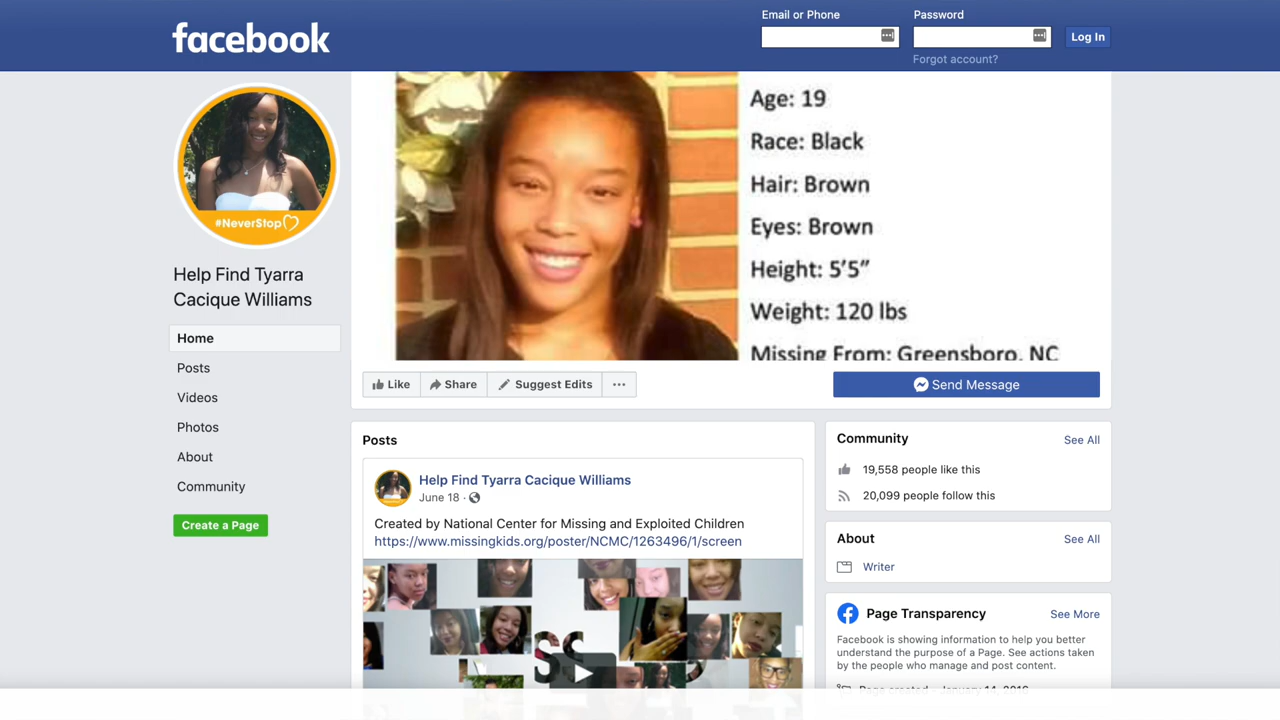 facebook
Email or Phone
Password
Log In
Forgot account?
#NeverStop
Help Find Tyarra
Cacique Williams
Home
Posts
Videos
Photos
About
Community
Create a Page
Age: 19
Race: Black
Hair: Brown
Eyes: Brown
Height: 5'5"
Weight: 120 lbs
Missing From: Greensboro, NC
Like
Share
Suggest Edits
Send Message
Posts
Help Find Tyarra Cacique Williams
June 18 ·
Created by National Center for Missing and Exploited Children
https://www.missingkids.org/poster/NCMC/1263496/1/screen
Community
See All
19,558 people like this
20,099 people follow this
About
See All
Writer
Page Transparency
See More
Facebook is showing information to help you better
understand the purpose of a Page. See actions taken
by the people who manage and post content.
Page created - January 14, 2016